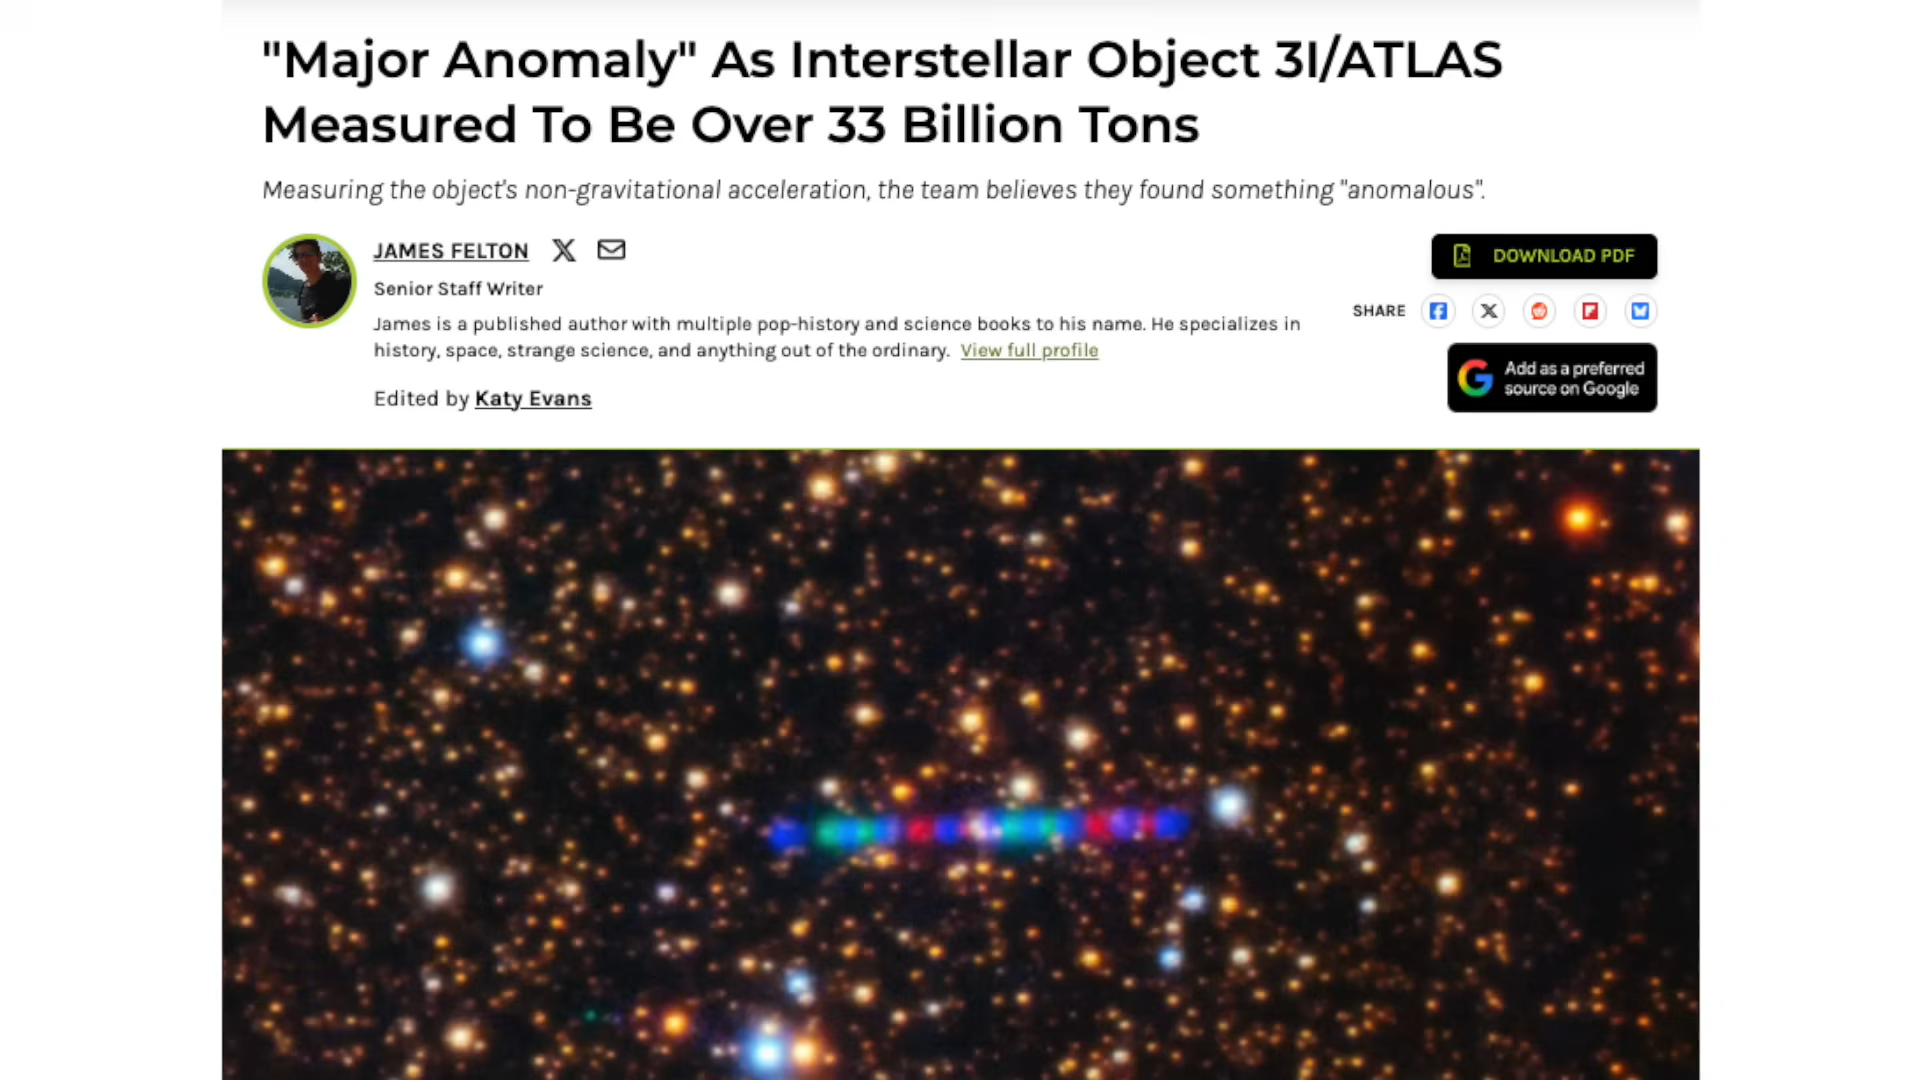 "Major Anomaly" As Interstellar Object 3I/ATLAS
Measured To Be Over 33 Billion Tons
Measuring the object's non-gravitational acceleration, the team believes they found something "anomalous".
JAMES FELTON
Senior Staff Writer
James is a published author with multiple pop-history and science books to his name. He specializes in
history, space, strange science, and anything out of the ordinary. View full profile
Edited by Katy Evans
DOWNLOAD PDF
SHARE
Add as a preferred
source on Google